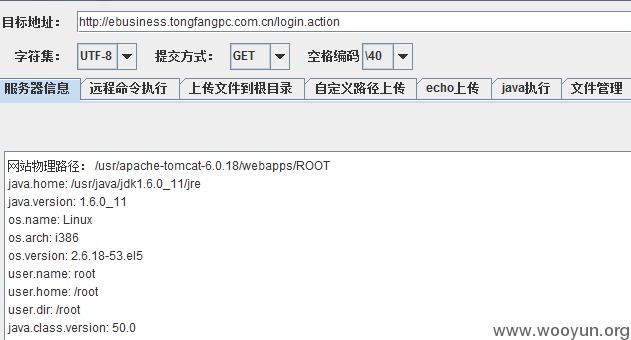 目标地址： http://ebusiness.tongfangpc.com.cn/login.action
字符集： UTF-8 提交方式： GET 空格编码 \40
服务器信息 远程命令执行 上传文件到根目录 自定义路径上传 echo上传 java执行 文件管理
网站物理路径： /usr/apache-tomcat-6.0.18/webapps/ROOT
java.home: /usr/java/jdk1.6.0_11/jre
java.version: 1.6.0_11
os.name: Linux
os.arch: i386
os.version: 2.6.18-53.el5
user.name: root
user.home: /root
user.dir: /root
java.class.version: 50.0
www.wooyun.org